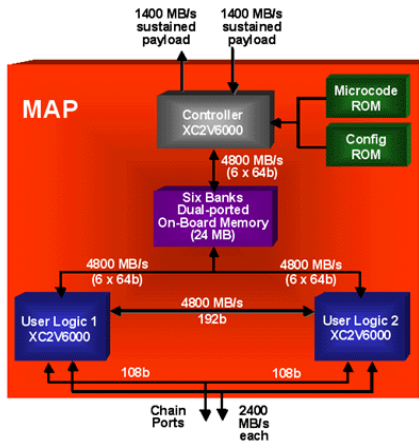 1400 MB/s 1400 MB/s
sustained sustained
payload payload
MAP
Controller
XC2V6000
Microcode
ROM
Config
ROM
4800 MB/s
(6 x 64b)
Six Banks
Dual-ported
On-Board Memory
(24 MB)
4800 MB/s 4800 MB/s
(6 x 64b) (6 x 64b)
User Logic 1
XC2V6000
4800 MB/s
192b
User Logic 2
XC2V6000
108b 108b
Chain 2400
Ports MB/s
each